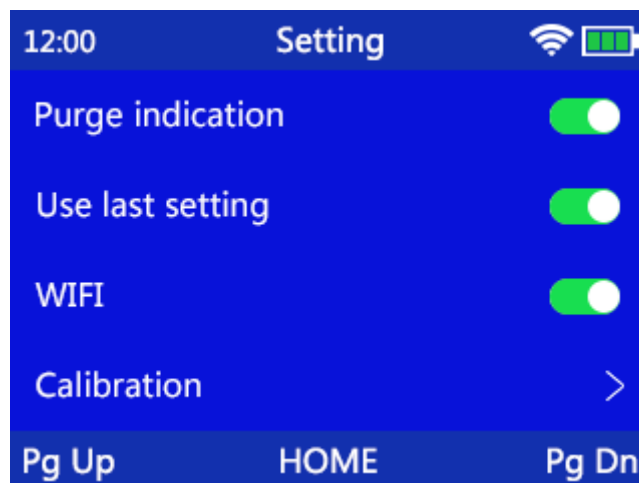 12:00 Setting
Purge indication
Use last setting
WIFI
Calibration
Pg Up HOME Pg Dn